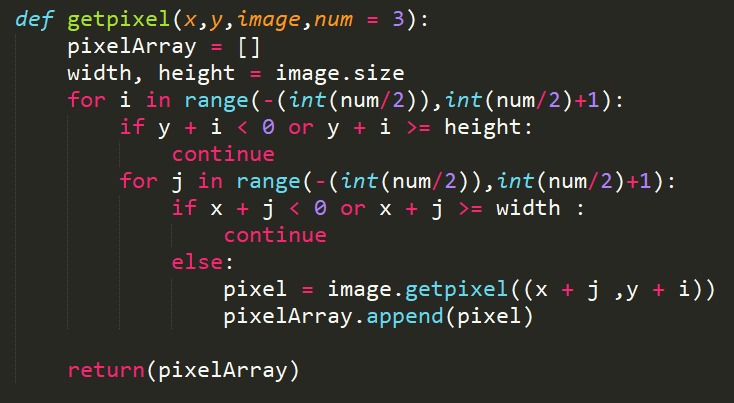 def getpixel(x,y,image,num = 3):
    pixelArray = []
    width, height = image.size
    for i in range(-(int(num/2)),int(num/2)+1):
        if y + i < 0 or y + i >= height:
            continue
        for j in range(-(int(num/2)),int(num/2)+1):
            if x + j < 0 or x + j >= width :
                continue
            else:
                pixel = image.getpixel((x + j ,y + i))
                pixelArray.append(pixel)
    return(pixelArray)